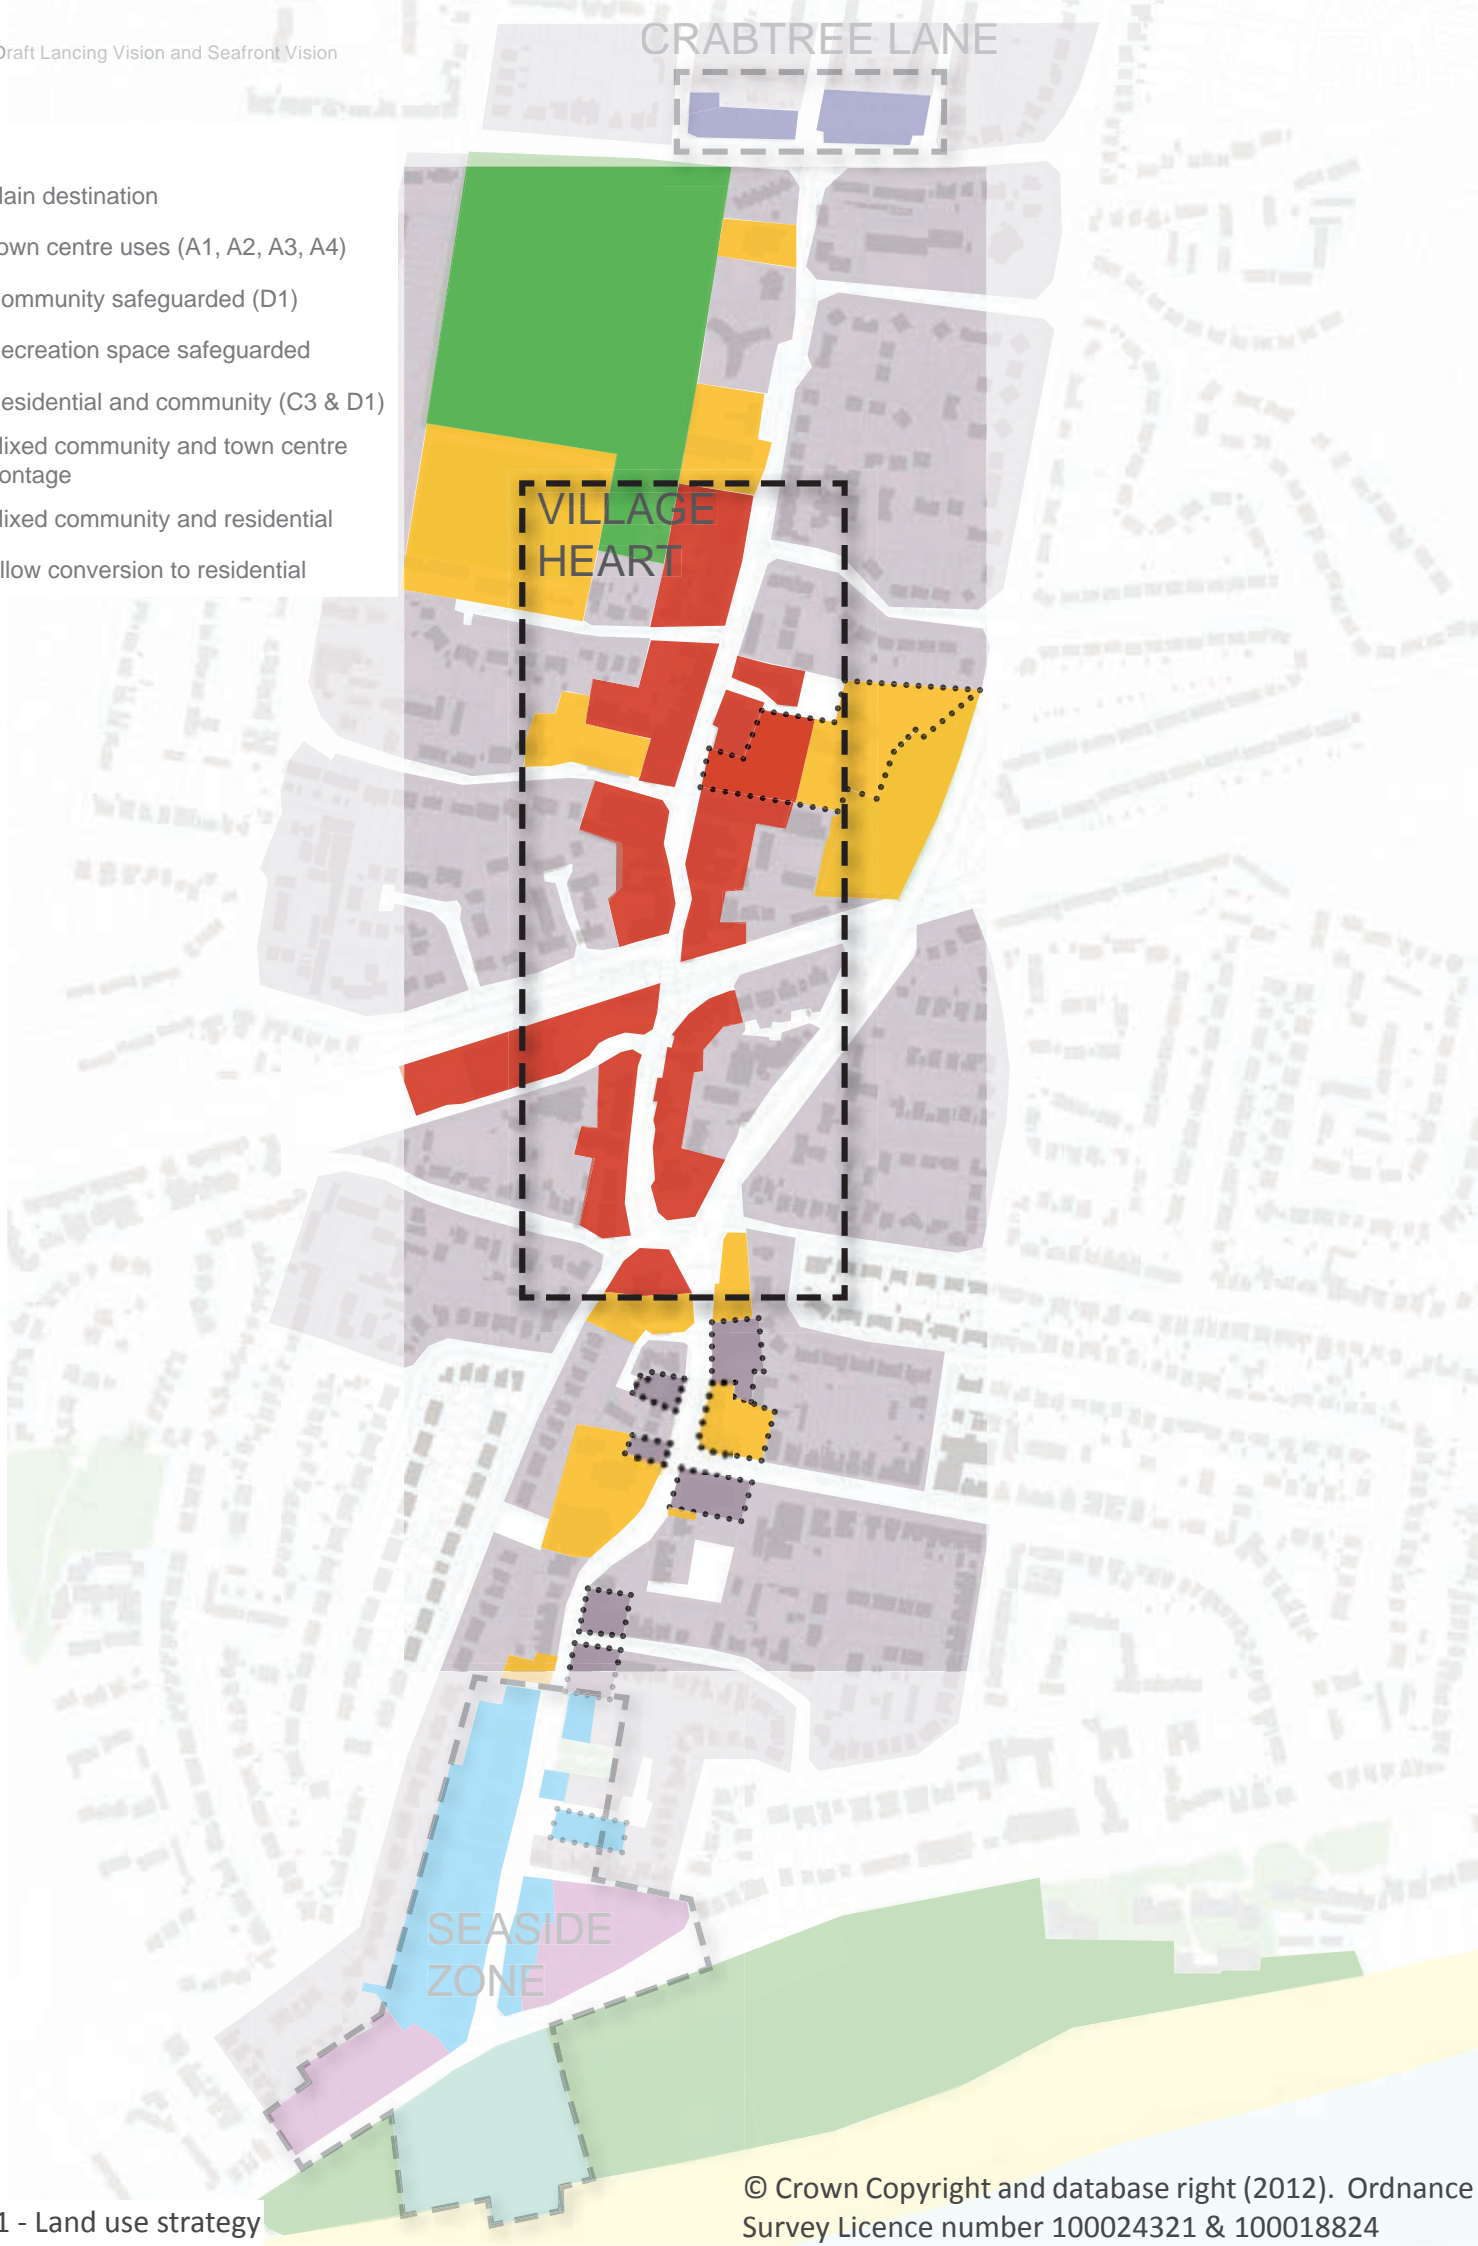 CRABTREE LANE
Draft Lancing Vision and Seafront Vision
Main destination
own centre uses (A1, A2, A3, A4)
ommunity safeguarded (D1)
ecreation space safeguarded
esidential and community (C3 & D1)
Mixed community and town centre
ontage
Mixed community and residential
llow conversion to residential
VILLAGE
HEART
SEASIDE
ZONE
1 - Land use strategy
© Crown Copyright and database right (2012). Ordnance
Survey Licence number 100024321 & 100018824